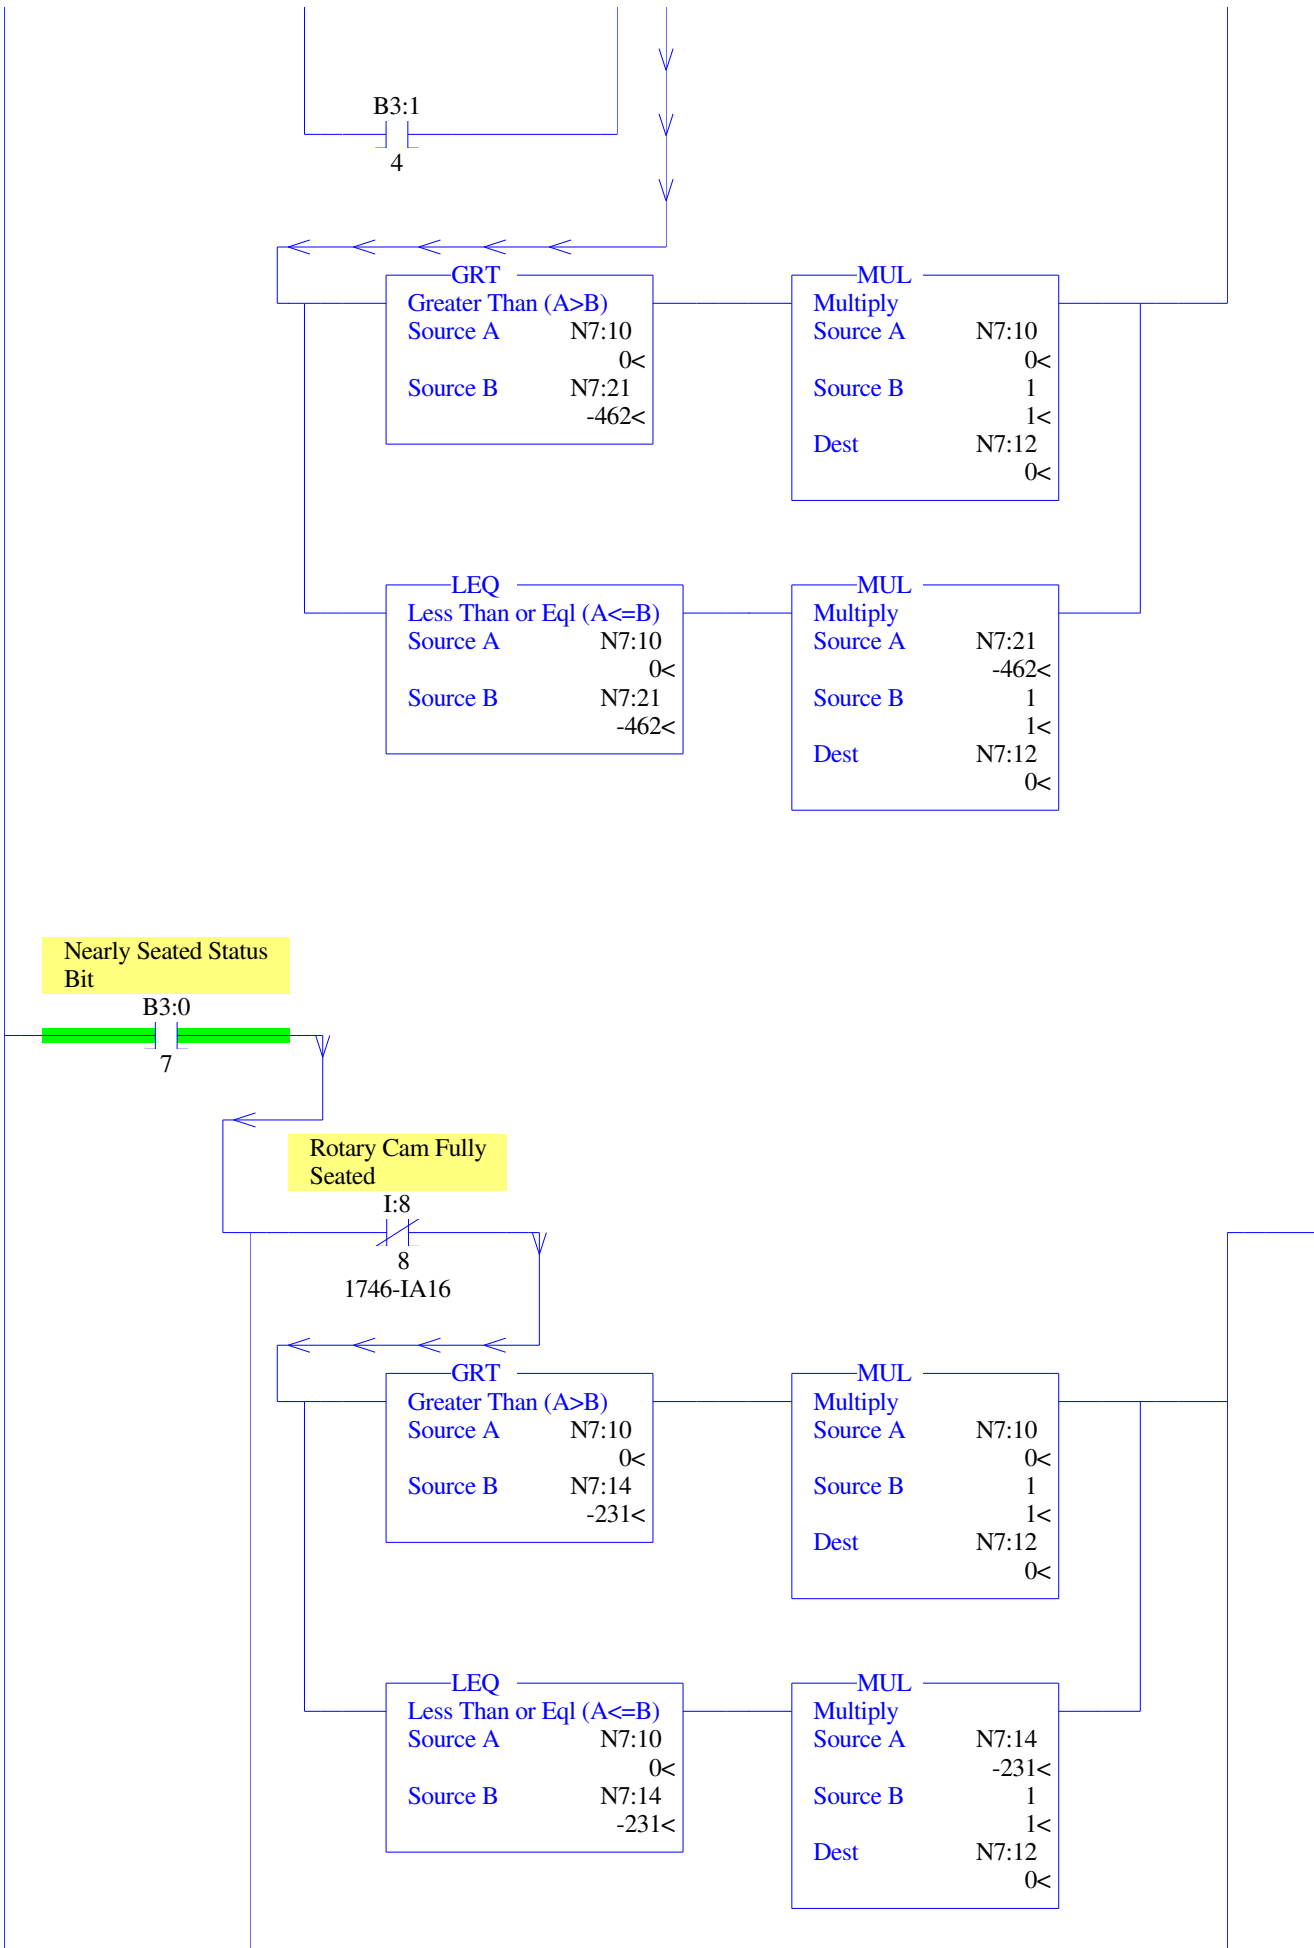 B3:1
4
GRT
Greater Than (A>B)
Source A N7:10
0<
Source B N7:21
-462<
MUL
Multiply
Source A N7:10
0<
Source B 1
1<
Dest N7:12
0<
LEQ
Less Than or Eql (A<=B)
Source A N7:10
0<
Source B N7:21
-462<
MUL
Multiply
Source A N7:21
-462<
Source B 1
1<
Dest N7:12
0<
Nearly Seated Status
Bit
B3:0
7
Rotary Cam Fully
Seated
I:8
8
1746-IA16
GRT
Greater Than (A>B)
Source A N7:10
0<
Source B N7:14
-231<
MUL
Multiply
Source A N7:10
0<
Source B 1
1<
Dest N7:12
0<
LEQ
Less Than or Eql (A<=B)
Source A N7:10
0<
Source B N7:14
-231<
MUL
Multiply
Source A N7:14
-231<
Source B 1
1<
Dest N7:12
0<